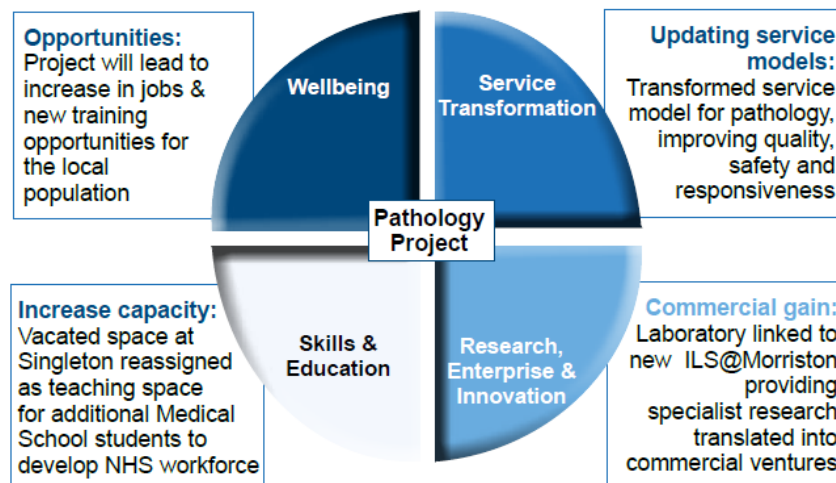 Opportunities:
Project will lead to
increase in jobs &
new training
opportunities for
the local
population
Wellbeing
Service
Transformation
Updating service
models:
Transformed service
model for pathology,
improving quality,
safety and
responsiveness
Pathology
Project
Increase capacity:
Vacated space at
Singleton reassigned
as teaching space
for additional Medical
School students to
develop NHS workforce
Skills &
Education
Research,
Enterprise &
Innovation
Commercial gain:
Laboratory linked to
new ILS@Morriston
providing
specialist research
translated into
commercial ventures